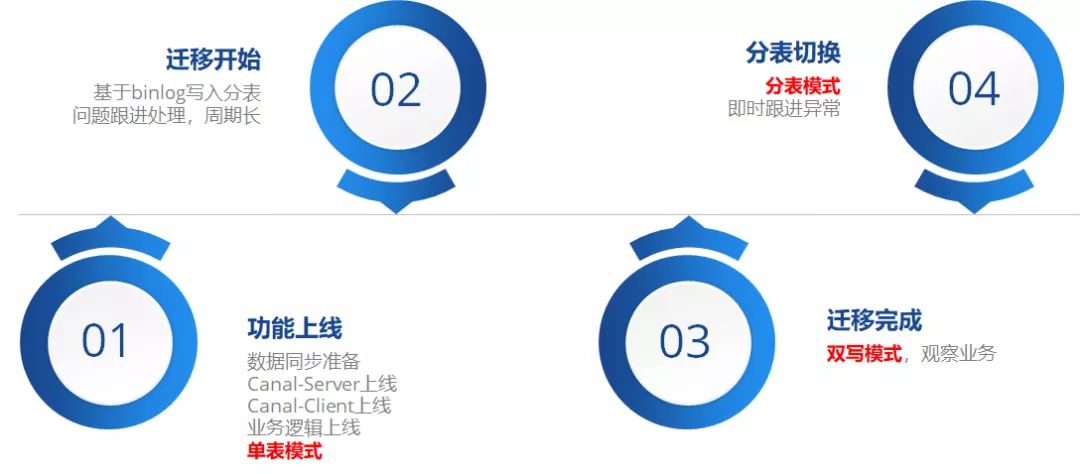 01
功能上线
数据同步准备
Canal-Server上线
Canal-Client上线
业务逻辑上线
单表模式
02
迁移开始
基于binlog写入分表
问题跟进处理，周期长
03
迁移完成
双写模式，观察业务
04
分表切换
分表模式
即时跟进异常